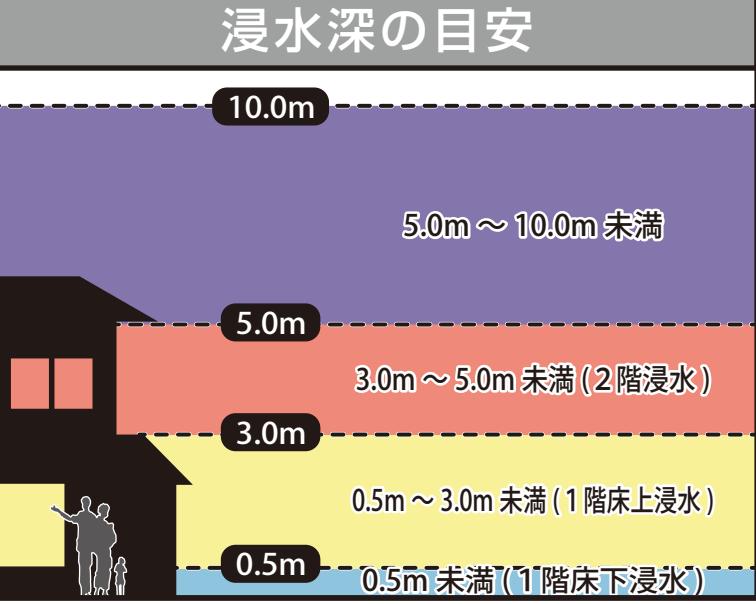 浸水深の目安
10.0m
5.0m ～ 10.0m 未満
5.0m
3.0m ～ 5.0m 未満 ( 2 階浸水 )
3.0m
0.5m ～ 3.0m 未満 ( 1 階床上浸水 )
0.5m
0.5m 未満 ( 1 階床下浸水 )